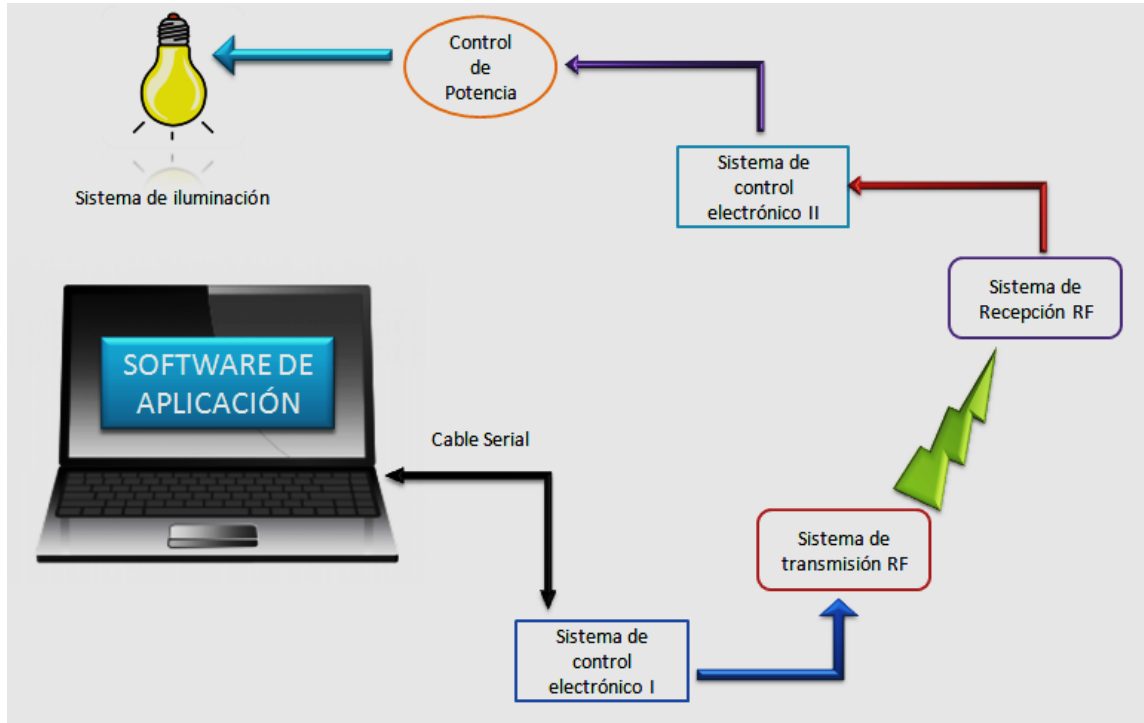 Control
de
Potencia
Sistema de iluminación
Sistema de
control
electrónico II
Sistema de
Recepción RF
SOFTWARE DE
APLICACIÓN
Cable Serial
Sistema de
transmisión RF
Sistema de
control
electrónico I